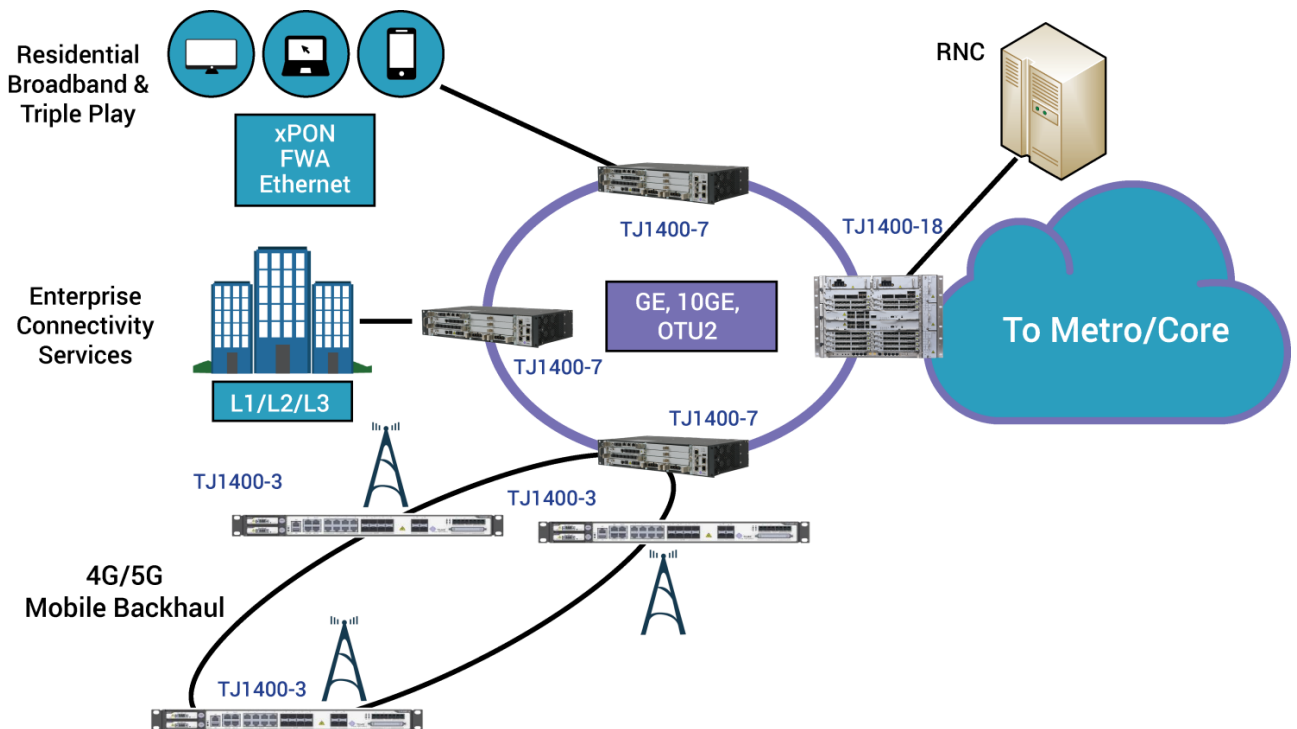 Residential
Broadband &
Triple Play
xPON
FWA
Ethernet
RNC
TJ1400-7
TJ1400-18
Enterprise
Connectivity
Services
L1/L2/L3
TJ1400-7
GE, 10GE,
OTU2
To Metro/Core
TJ1400-7
TJ1400-3
TJ1400-3
4G/5G
Mobile Backhaul
TJ1400-3